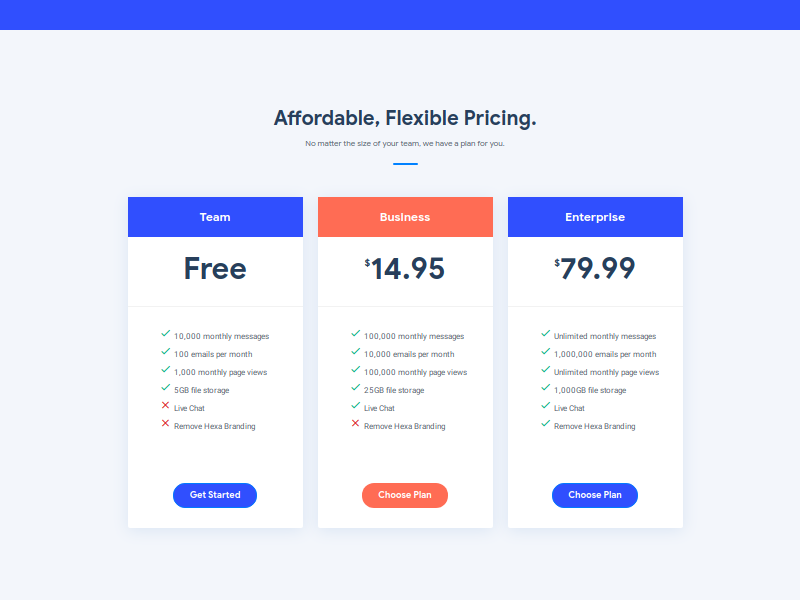 Affordable, Flexible Pricing.
No matter the size of your team, we have a plan for you.
Team
Free
10,000 monthly messages
100 emails per month
1,000 monthly page views
5GB file storage
Live Chat
Remove Hexa Branding
Get Started
Business
$14.95
100,000 monthly messages
10,000 emails per month
100,000 monthly page views
25GB file storage
Live Chat
Remove Hexa Branding
Choose Plan
Enterprise
$79.99
Unlimited monthly messages
1,000,000 emails per month
Unlimited monthly page views
1,000GB file storage
Live Chat
Remove Hexa Branding
Choose Plan